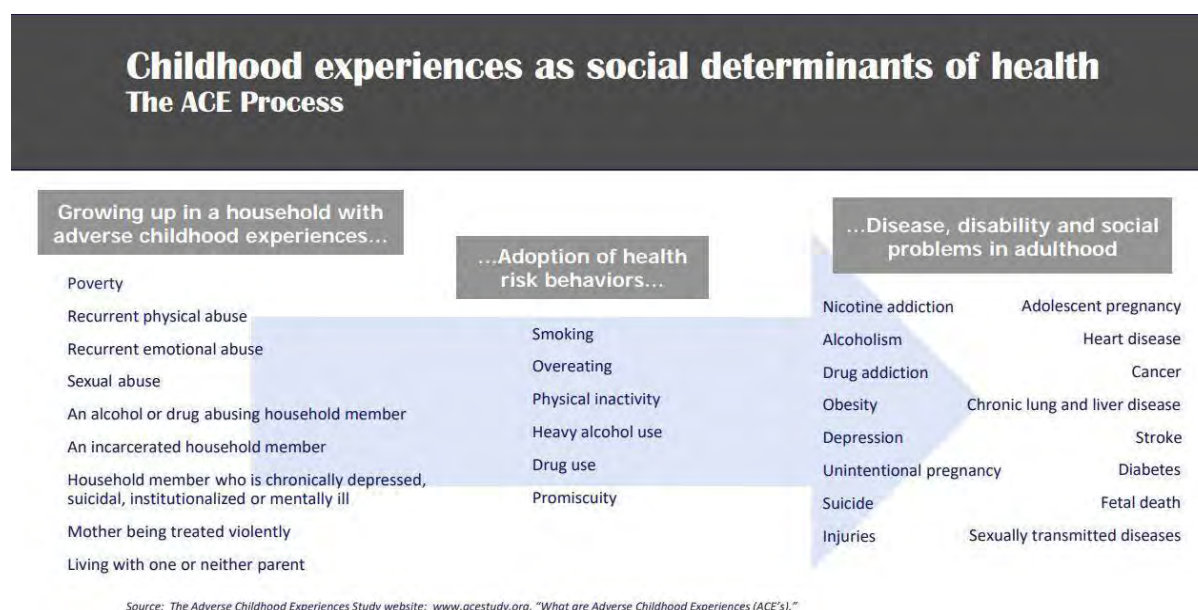 Childhood experiences as social determinants of health
The ACE Process
Growing up in a household with
adverse childhood experiences...
Poverty
Recurrent physical abuse
Recurrent emotional abuse
Sexual abuse
An alcohol or drug abusing household member
An incarcerated household member
Household member who is chronically depressed,
suicidal, institutionalized or mentally ill
Mother being treated violently
Living with one or neither parent
...Adoption of health
risk behaviors...
Smoking
Overeating
Physical inactivity
Heavy alcohol use
Drug use
Promiscuity
...Disease, disability and social
problems in adulthood
Nicotine addiction
Alcoholism
Drug addiction
Obesity
Depression
Unintentional pregnancy
Suicide
Injuries
Adolescent pregnancy
Heart disease
Cancer
Chronic lung and liver disease
Stroke
Diabetes
Fetal death
Sexually transmitted diseases
Source: The Adverse Childhood Experiences Study website: www.acestudy.org, "What are Adverse Childhood Experiences (ACE's)."